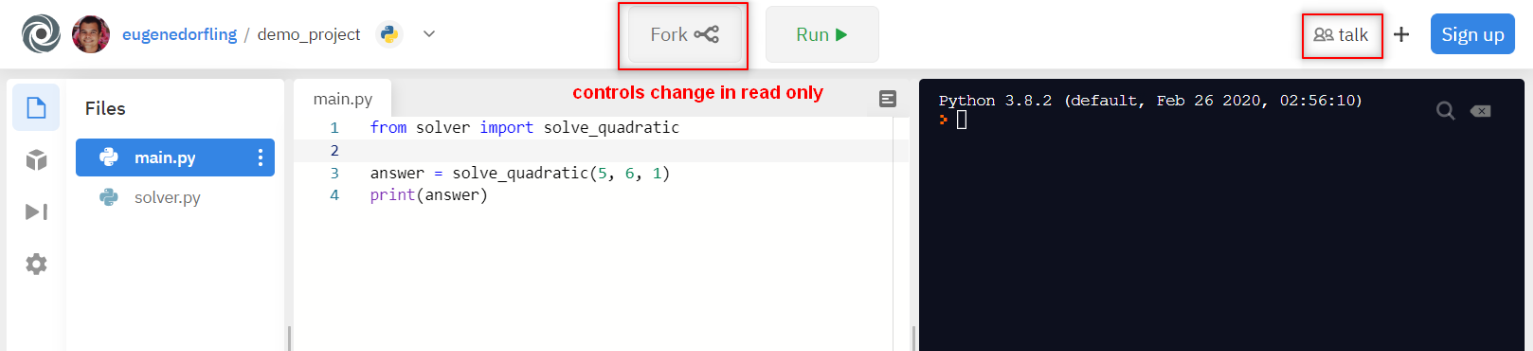 eugenedorfling / demo_project
Fork
Run
talk
+
Sign up
Files
main.py
solver.py
main.py
controls change in read only
1 from solver import solve_quadratic
2
3 answer = solve_quadratic(5, 6, 1)
4 print(answer)
Python 3.8.2 (default, Feb 26 2020, 02:56:10)
>